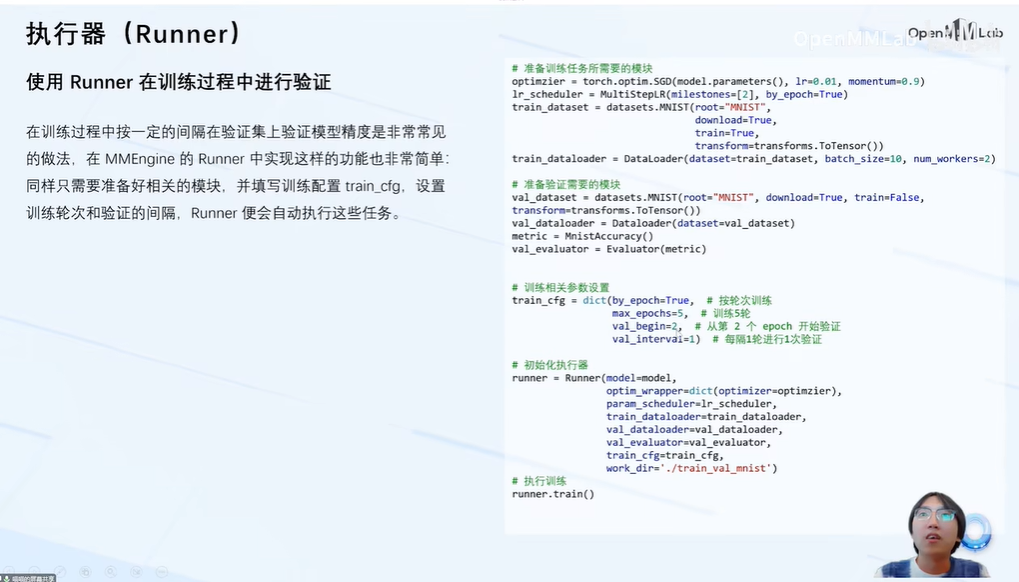 执行器（Runner）
OpenMMLab
OpenMMLab
使用 Runner 在训练过程中进行验证
在训练过程中按一定的间隔在验证集上验证模型精度是非常常见
的做法，在 MMEngine 的 Runner 中实现这样的功能也非常简单：
同样只需要准备好相关的模块，并填写训练配置 train_cfg，设置
训练轮次和验证的间隔，Runner 便会自动执行这些任务。
# 准备训练任务所需要的模块
optimzier = torch.optim.SGD(model.parameters(), lr=0.01, momentum=0.9)
lr_scheduler = MultiStepLR(milestones=[2], by_epoch=True)
train_dataset = datasets.MNIST(root="MNIST",
download=True,
train=True,
transform=transforms.ToTensor())
train_dataloader = DataLoader(dataset=train_dataset, batch_size=10, num_workers=2)
# 准备验证需要的模块
val_dataset = datasets.MNIST(root="MNIST", download=True, train=False,
transform=transforms.ToTensor())
val_dataloader = Dataloader(dataset=val_dataset)
metric = MnistAccuracy()
val_evaluator = Evaluator(metric)
# 训练相关参数设置
train_cfg = dict(by_epoch=True, # 按轮次训练
max_epochs=5, # 训练5轮
val_begin=2, # 从第 2 个 epoch 开始验证
val_interval=1) # 每隔1轮进行1次验证
# 初始化执行器
runner = Runner(model=model,
optim_wrapper=dict(optimizer=optimzier),
param_scheduler=lr_scheduler,
train_dataloader=train_dataloader,
val_dataloader=val_dataloader,
val_evaluator=val_evaluator,
train_cfg=train_cfg,
work_dir='./train_val_mnist')
# 执行训练
runner.train()
的屏幕共享